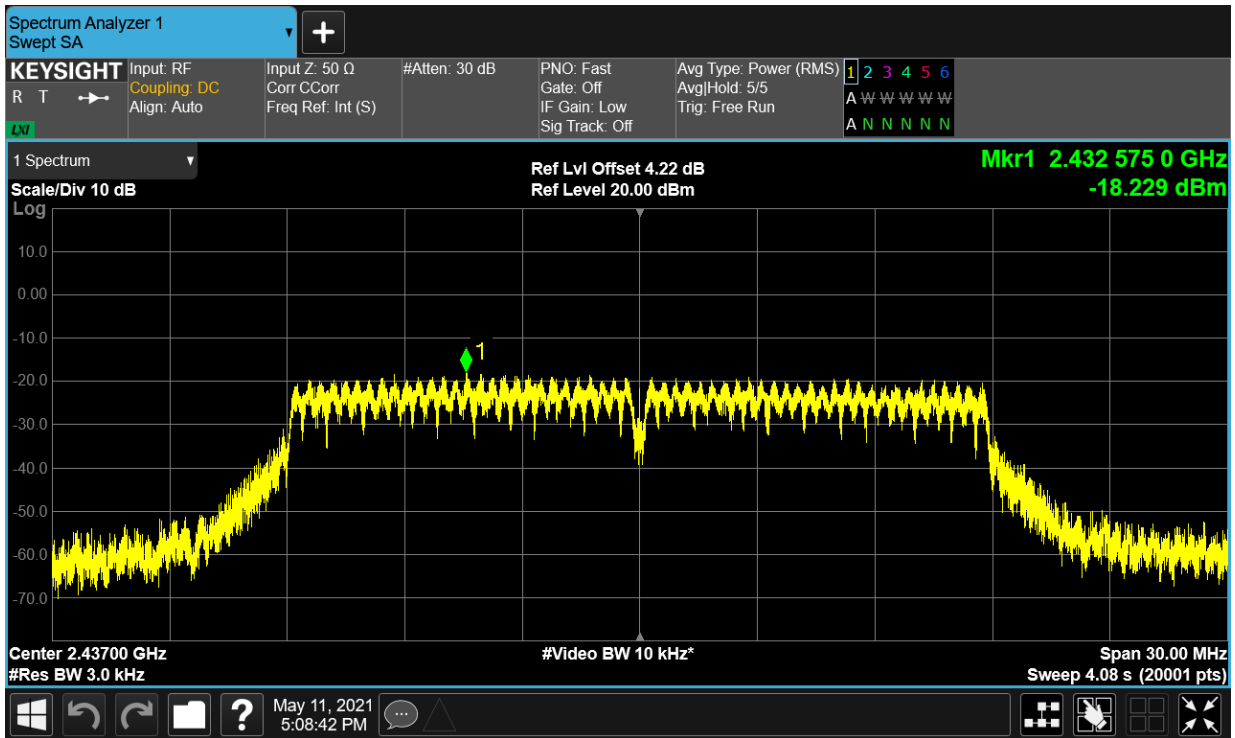 Spectrum Analyzer 1
Swept SA
+
KEYSIGHT
R T
LXI
Input: RF
Coupling: DC
Align: Auto
Input Z: 50 Ω
Corr CCorr
Freq Ref: Int (S)
#Atten: 30 dB
PNO: Fast
Gate: Off
IF Gain: Low
Sig Track: Off
Avg Type: Power (RMS)
Avg|Hold: 5/5
Trig: Free Run
1 2 3 4 5 6
A W W W W W
A N N N N N
1 Spectrum
Scale/Div 10 dB
Log
Ref Lvl Offset 4.22 dB
Ref Level 20.00 dBm
Mkr1 2.432 575 0 GHz
-18.229 dBm
10.0
0.00
-10.0
1
-20.0
-30.0
-40.0
-50.0
-60.0
-70.0
Center 2.43700 GHz
#Res BW 3.0 kHz
#Video BW 10 kHz*
Span 30.00 MHz
Sweep 4.08 s (20001 pts)
?
May 11, 2021
5:08:42 PM